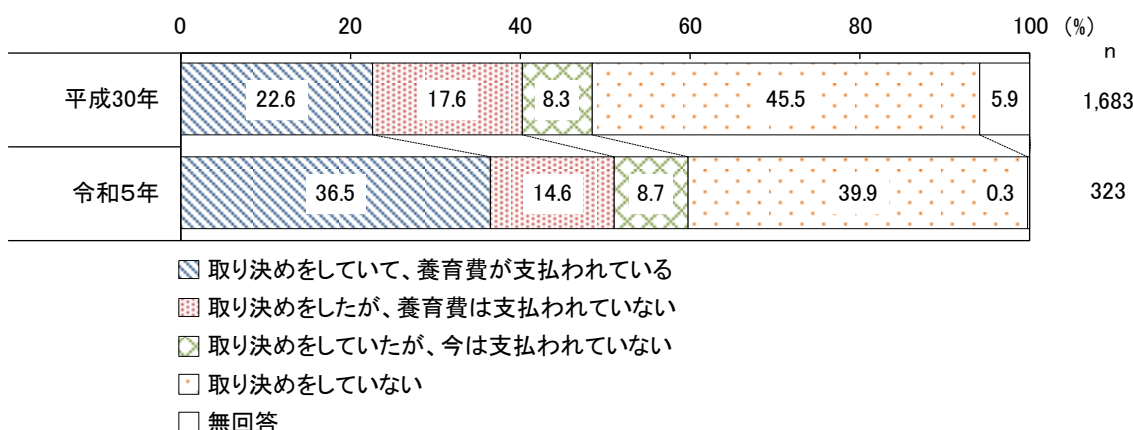 0 20 40 60 80 100 (%)
n
平成30年 22.6 17.6 8.3 45.5 5.9 1,683
令和5年 36.5 14.6 8.7 39.9 0.3 323
取り決めをしていて、養育費が支払われている
取り決めをしたが、養育費は支払われていない
取り決めをしていたが、今は支払われていない
取り決めをしていない
無回答